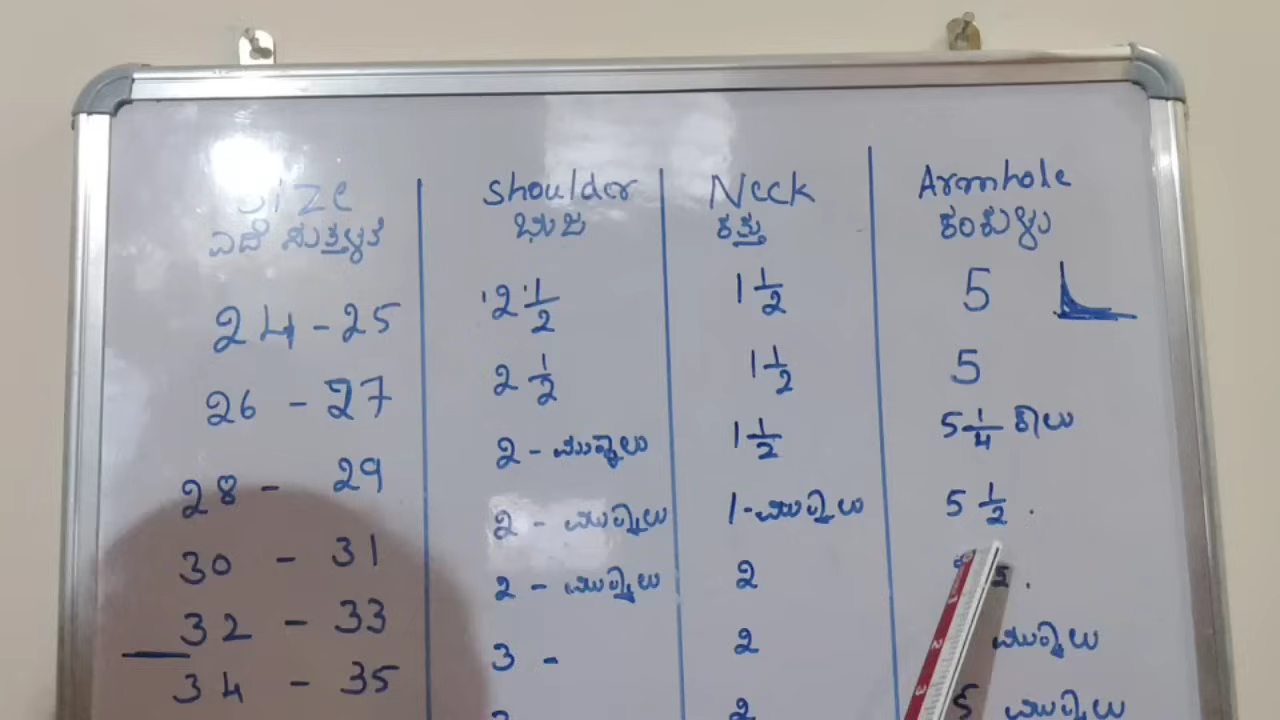 Size Shoulder Neck Armhole
ಎದೆ ಸುತ್ತಳತೆ ಭುಜ ಕತ್ತು ಕಂಕುಳು
24 - 25 2 1/2 1 1/2 5
26 - 27 2 1/2 1 1/2 5
28 - 29 2 - ಮುಕ್ಕಾಲು 1 1/2 5 1/4 ಕಾಲು
30 - 31 2 - ಮುಕ್ಕಾಲು 1 - ಮುಕ್ಕಾಲು 5 1/2 .
32 - 33 2 - ಮುಕ್ಕಾಲು 2
34 - 35 3 - 2 ಮುಕ್ಕಾಲು
2 5 ಮುಕ್ಕಾಲು